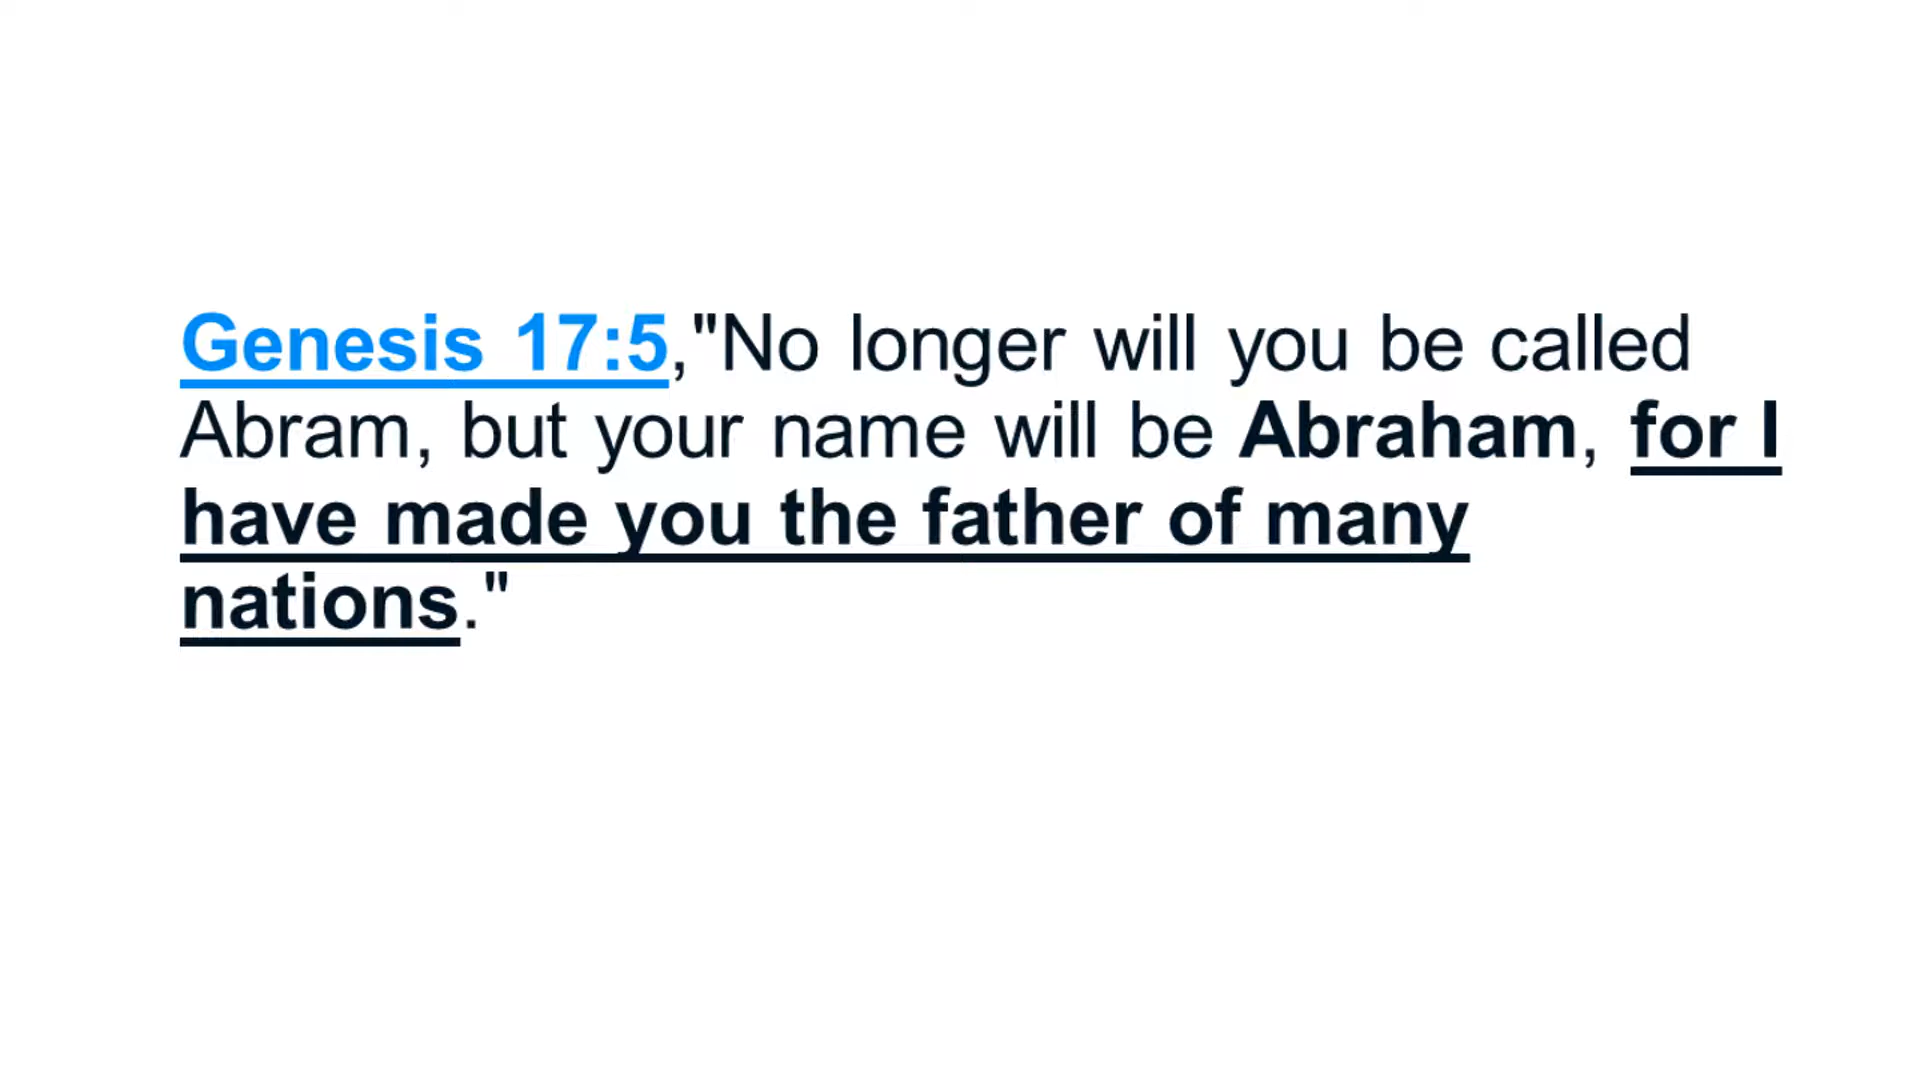 Genesis 17:5,"No longer will you be called
Abram, but your name will be Abraham, for I
have made you the father of many
nations."